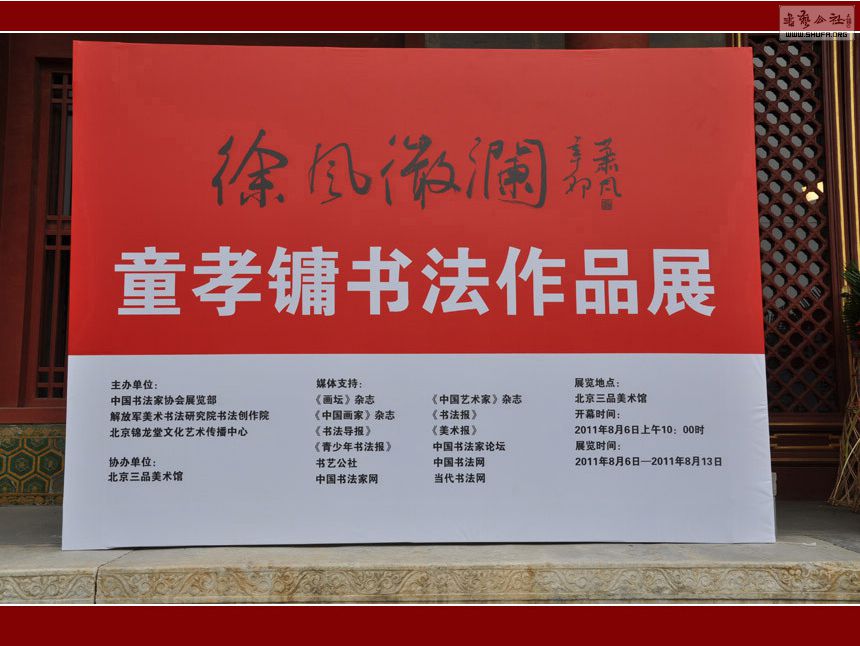 书艺公社
WWW.SHUFA.ORG
徐风微澜
辛卯
萧风
童孝镛书法作品展
主办单位：
中国书法家协会展览部
解放军美术书法研究院书法创作院
北京锦龙堂文化艺术传播中心
协办单位：
北京三品美术馆
媒体支持：
《画坛》杂志
《中国画家》杂志
《书法导报》
《青少年书法报》
书艺公社
中国书法家网
《中国艺术家》杂志
《书法报》
《美术报》
中国书法家论坛
中国书法网
当代书法网
展览地点：
北京三品美术馆
开幕时间：
2011年8月6日上午10：00时
展览时间：
2011年8月6日—2011年8月13日